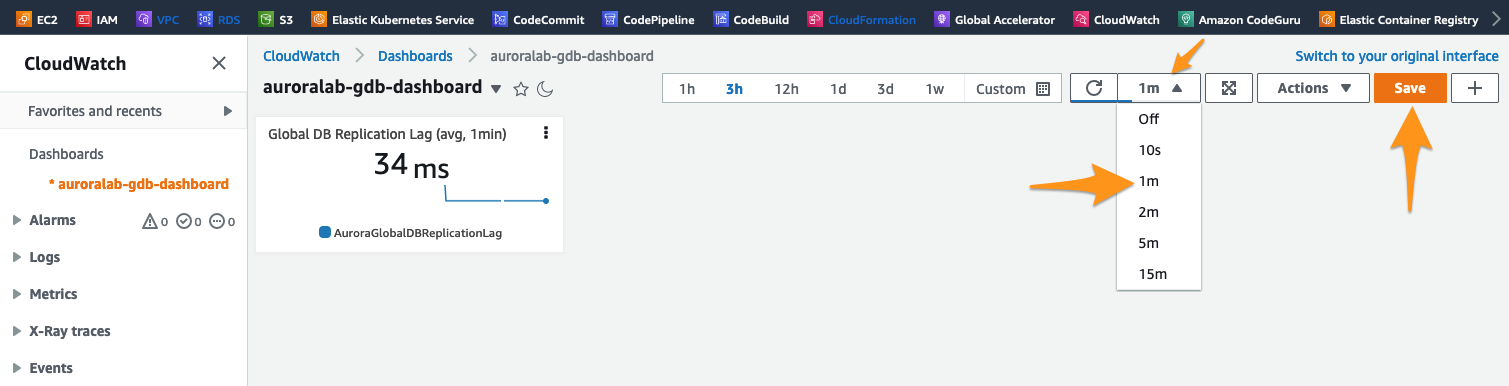 EC2 IAM VPC RDS S3 Elastic Kubernetes Service CodeCommit CodePipeline CodeBuild CloudFormation Global Accelerator CloudWatch Amazon CodeGuru Elastic Container Registry
CloudWatch
Favorites and recents
Dashboards
* auroralab-gdb-dashboard
Alarms 0 0 0
Logs
Metrics
X-Ray traces
Events
CloudWatch Dashboards auroralab-gdb-dashboard
Switch to your original interface
auroralab-gdb-dashboard
1h 3h 12h 1d 3d 1w Custom 1m Actions Save
Off
10s
1m
2m
5m
15m
Global DB Replication Lag (avg, 1min)
34 ms
AuroraGlobalDBReplicationLag